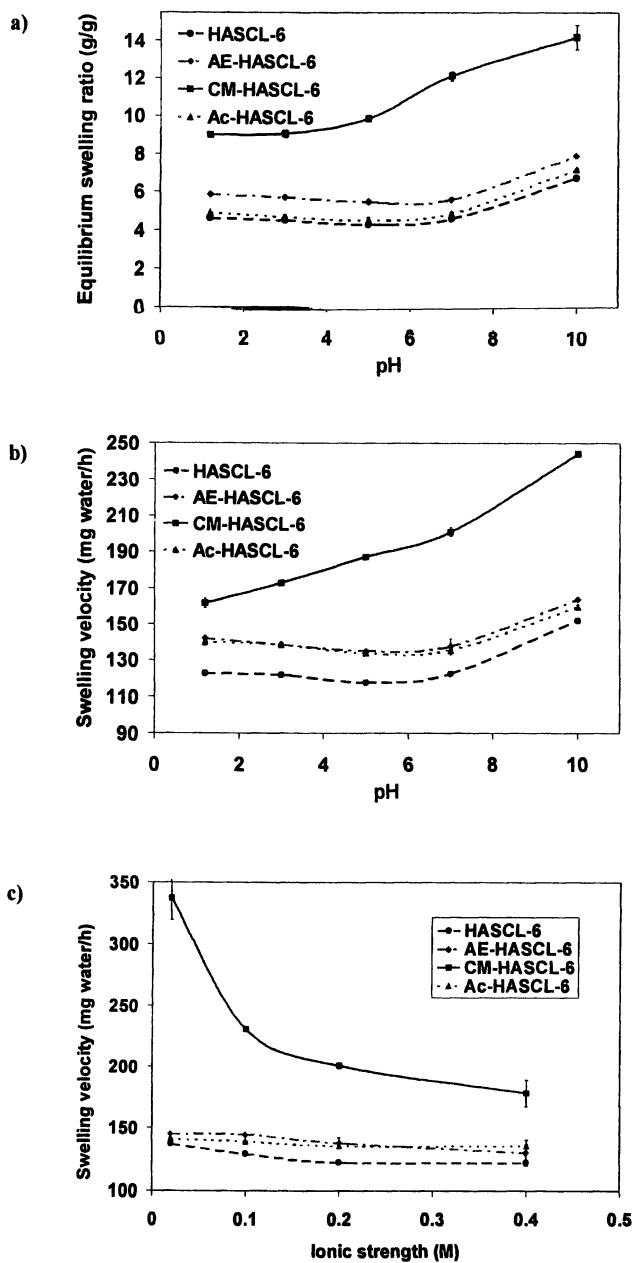 a)
Equilibrium swelling ratio (g/g)
14
12
10
8
6
4
2
0
HASCL-6
AE-HASCL-6
CM-HASCL-6
Ac-HASCL-6
0 2 4 6 8 10
pH
b)
Swelling velocity (mg water/h)
250
230
210
190
170
150
130
110
90
HASCL-6
AE-HASCL-6
CM-HASCL-6
Ac-HASCL-6
0 2 4 6 8 10
pH
c)
Swelling velocity (mg water/h)
350
300
250
200
150
100
HASCL-6
AE-HASCL-6
CM-HASCL-6
Ac-HASCL-6
0 0.1 0.2 0.3 0.4 0.5
Ionic strength (M)